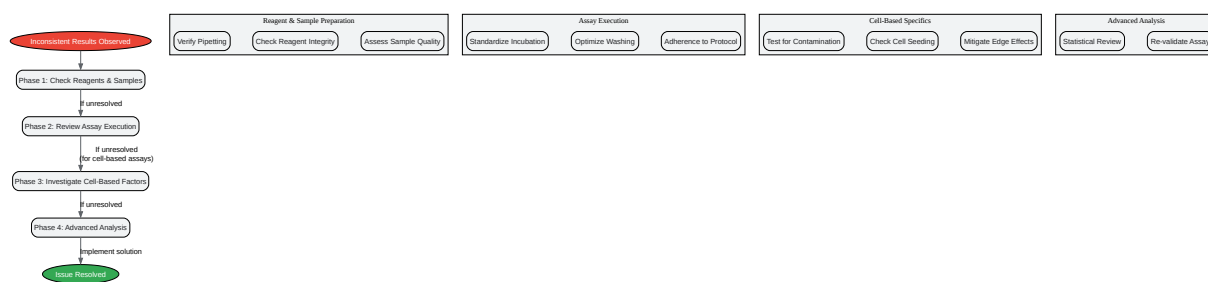 Inconsistent Results Observed
Phase 1: Check Reagents & Samples
If unresolved
Phase 2: Review Assay Execution
If unresolved
(for cell-based assays)
Phase 3: Investigate Cell-Based Factors
If unresolved
Phase 4: Advanced Analysis
Implement solution
Issue Resolved
Reagent & Sample Preparation
Verify Pipetting
Check Reagent Integrity
Assess Sample Quality
Assay Execution
Standardize Incubation
Optimize Washing
Adherence to Protocol
Cell-Based Specifics
Test for Contamination
Check Cell Seeding
Mitigate Edge Effects
Advanced Analysis
Statistical Review
Re-validate Assay